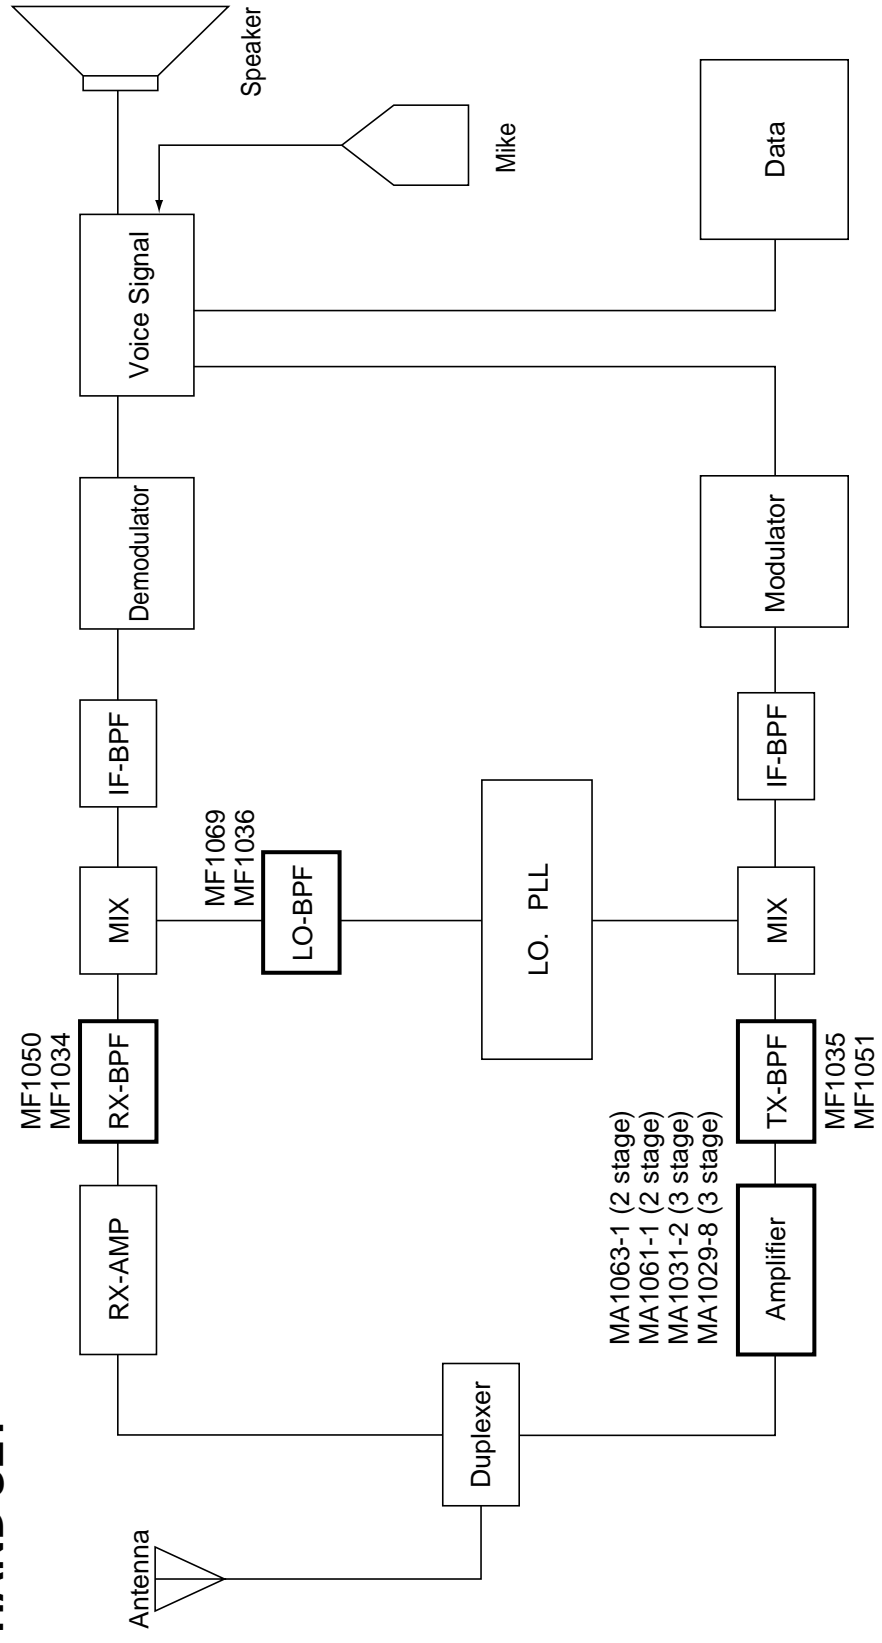 HAND SET
Antenna
Duplexer
RX-AMP
MF1050
MF1034
RX-BPF
MIX
IF-BPF
Demodulator
Voice Signal
Speaker
Mike
MF1069
MF1036
LO-BPF
LO. PLL
MA1063-1 (2 stage)
MA1061-1 (2 stage)
MA1031-2 (3 stage)
MA1029-8 (3 stage)
Amplifier
TX-BPF
MF1035
MF1051
MIX
IF-BPF
Modulator
Data